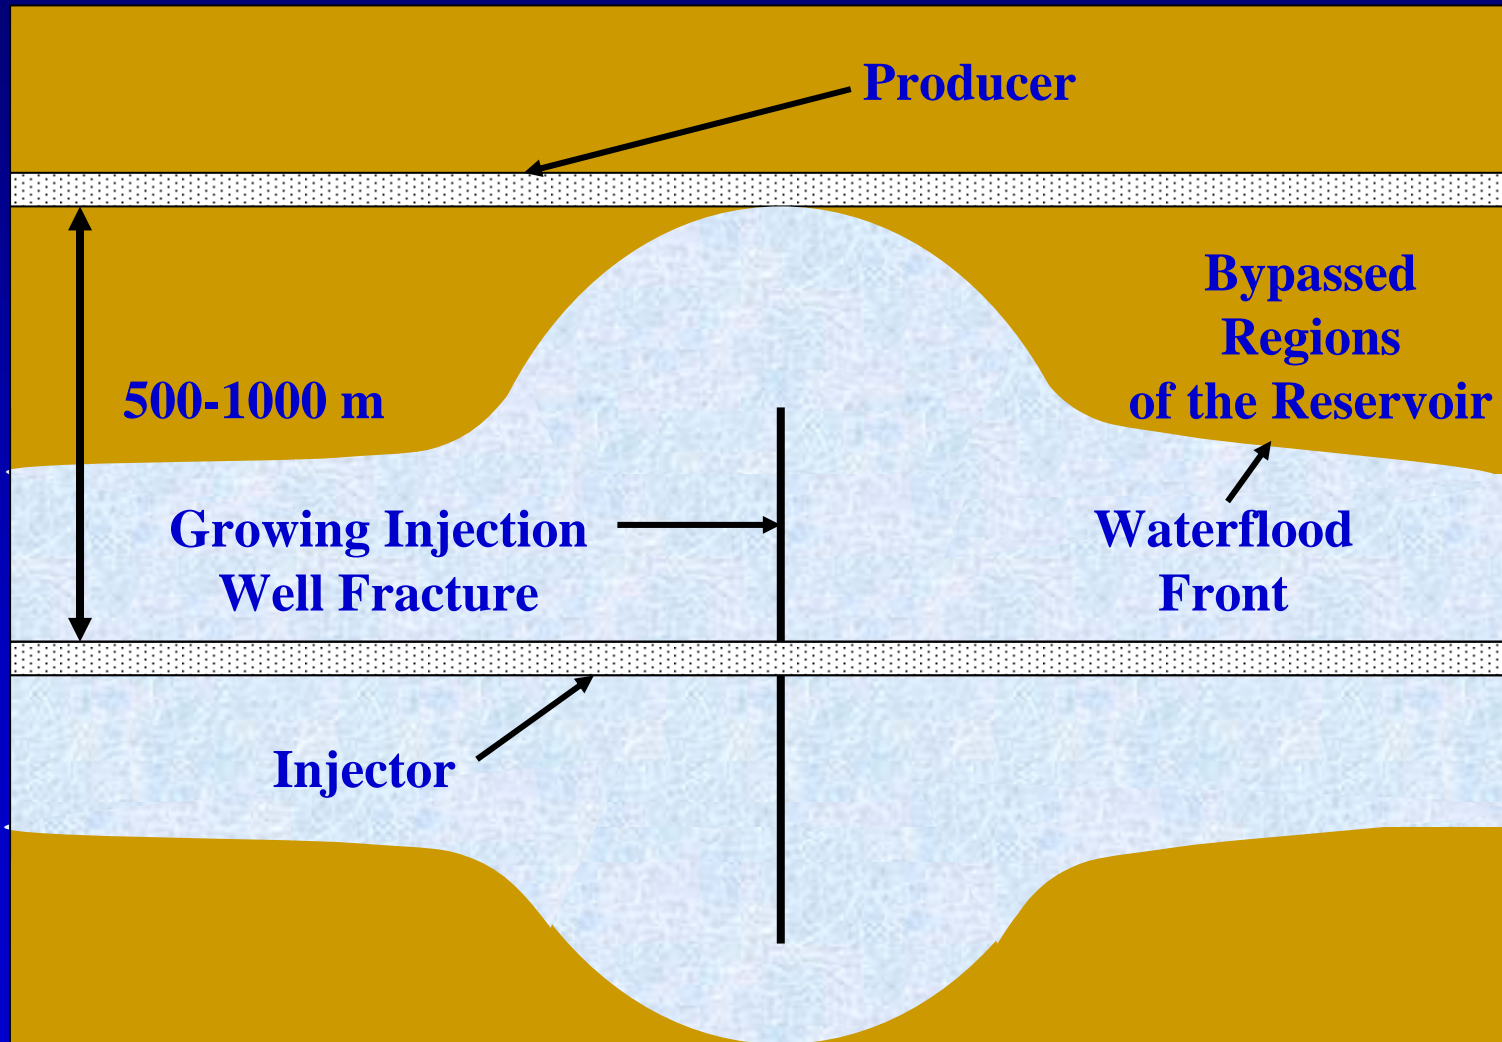 Producer
Bypassed
Regions
of the Reservoir
500-1000 m
Growing Injection
Well Fracture
Waterflood
Front
Injector